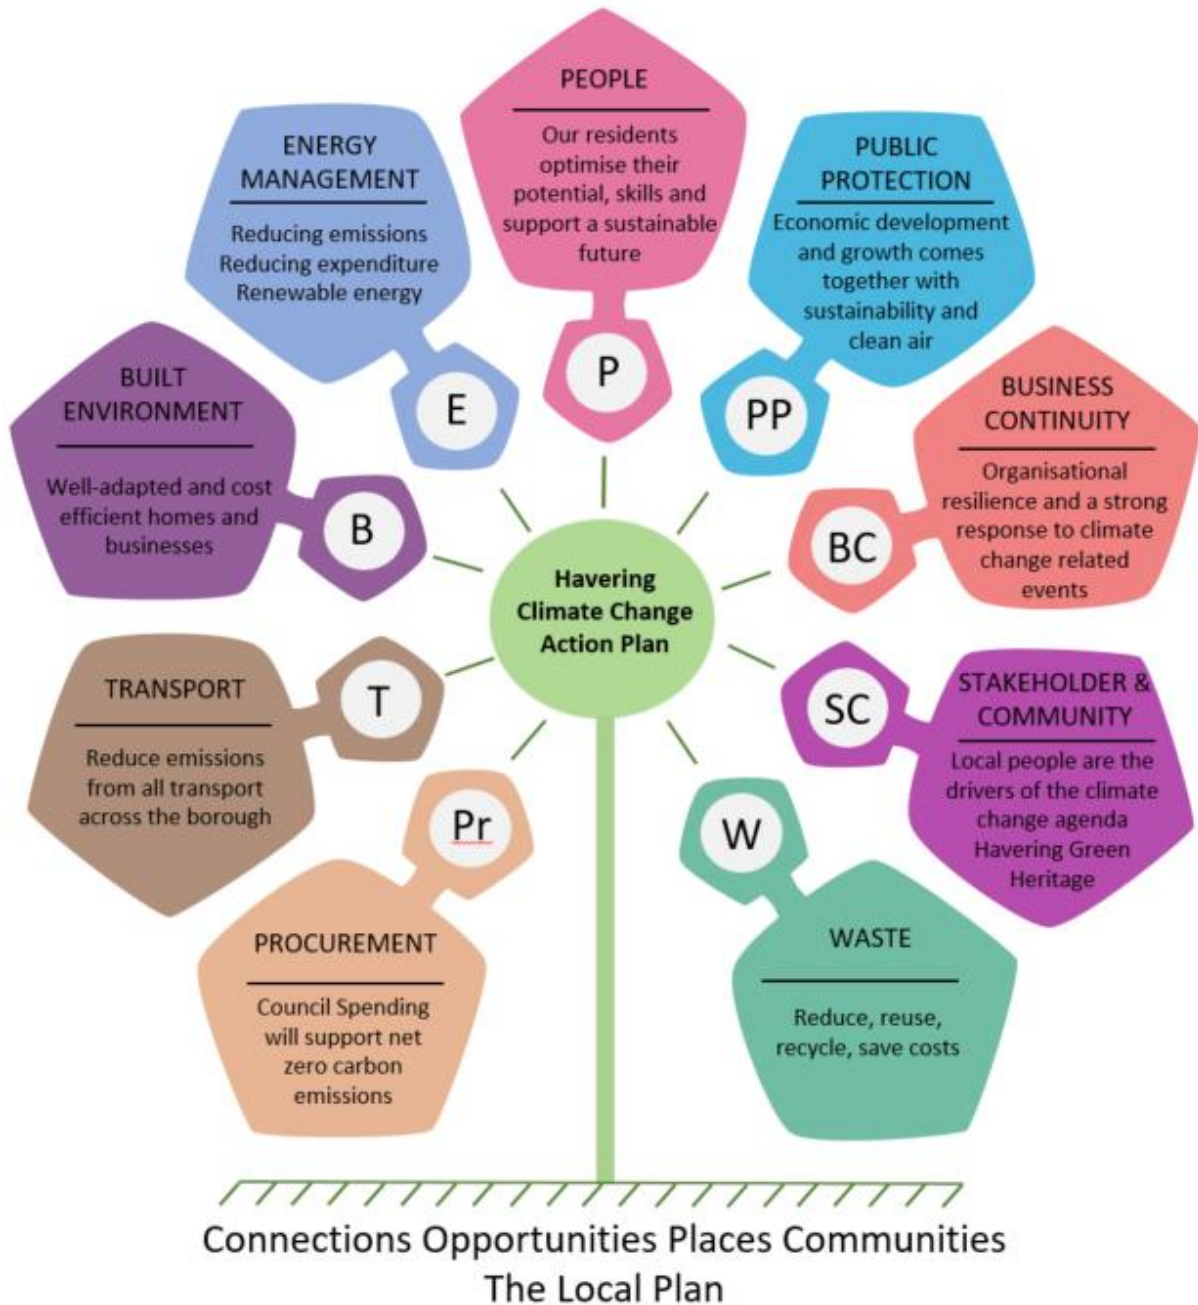 PEOPLE
Our residents
optimise their
potential, skills and
support a sustainable
future
P
ENERGY
MANAGEMENT
Reducing emissions
Reducing expenditure
Renewable energy
E
PUBLIC
PROTECTION
Economic development
and growth comes
together with
sustainability and
clean air
PP
BUILT
ENVIRONMENT
Well-adapted and cost
efficient homes and
businesses
B
BUSINESS
CONTINUITY
Organisational
resilience and a strong
response to climate
change related
events
BC
Havering
Climate Change
Action Plan
TRANSPORT
Reduce emissions
from all transport
across the borough
T
STAKEHOLDER &
COMMUNITY
Local people are the
drivers of the climate
change agenda
Havering Green
Heritage
SC
Pr
PROCUREMENT
Council Spending
will support net
zero carbon
emissions
W
WASTE
Reduce, reuse,
recycle, save costs
Connections Opportunities Places Communities
The Local Plan